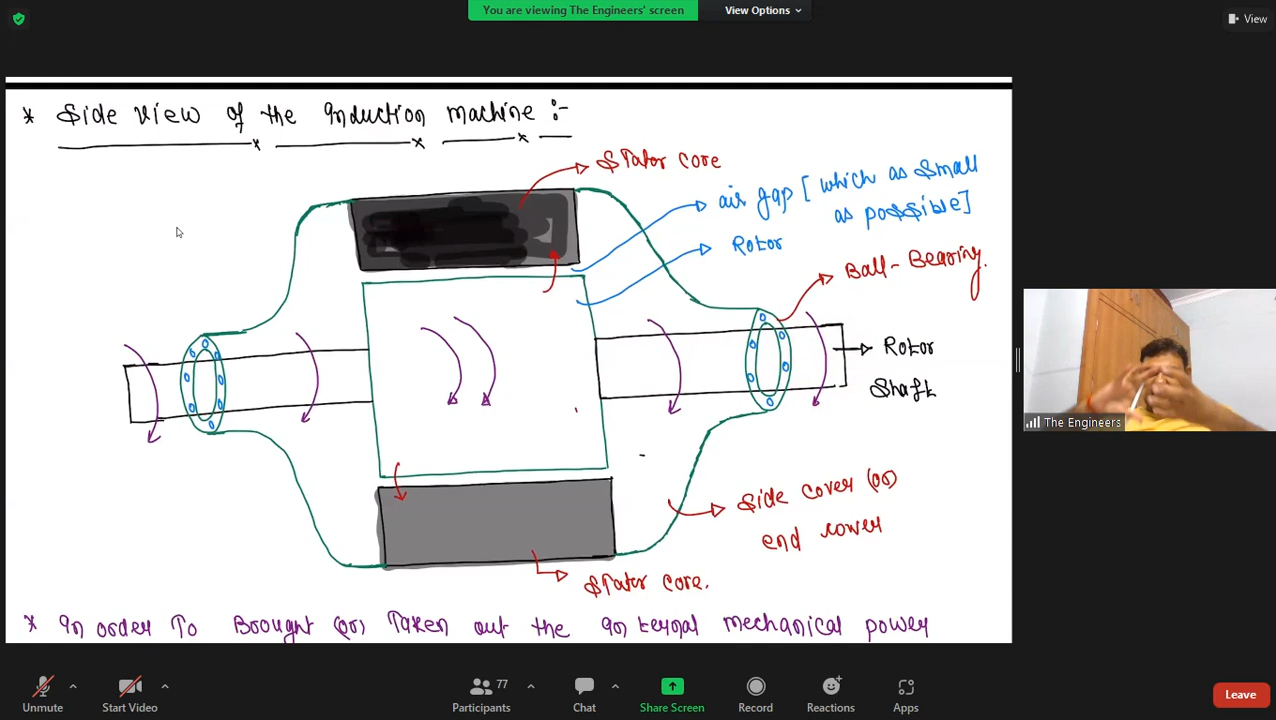 You are viewing The Engineers' screen
View Options
View
* Side view of the induction machine :-
Stator core
air gap [ which as small
as possible ]
Rotor
Ball-Bearing.
Rotor
Shaft
The Engineers
Side cover (or)
end cower
Stator core.
* In order To Brought (or) Taken out the internal mechanical power
Unmute
Start Video
77
Participants
Chat
Share Screen
Record
Reactions
Apps
Leave